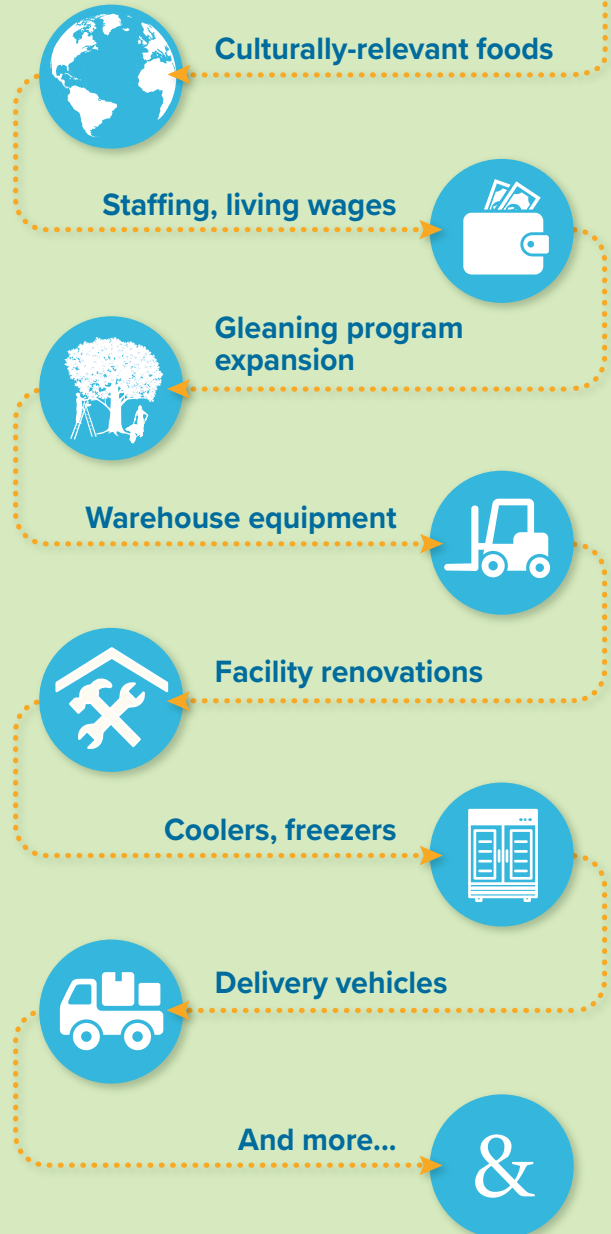 Culturally-relevant foods
Staffing, living wages
Gleaning program
expansion
Warehouse equipment
Facility renovations
Coolers, freezers
Delivery vehicles
And more...
&